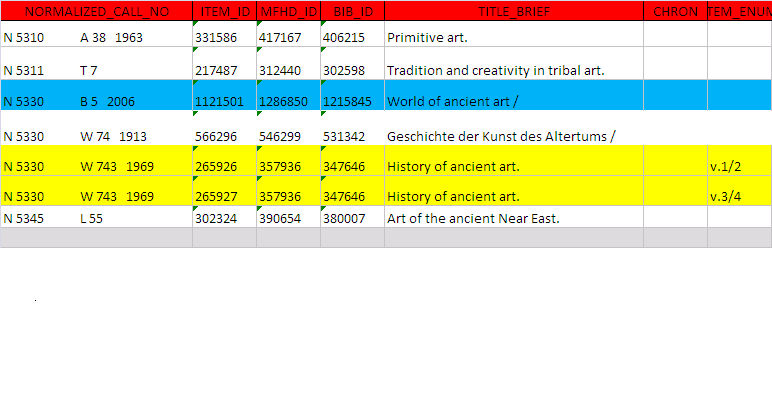 NORMALIZED_CALL_NO ITEM_ID MFHD_ID BIB_ID TITLE_BRIEF CHRON TEM_ENUM
N 5310 A 38 1963 331586 417167 406215 Primitive art.
N 5311 T 7 217487 312440 302598 Tradition and creativity in tribal art.
N 5330 B 5 2006 1121501 1286850 1215845 World of ancient art /
N 5330 W 74 1913 566296 546299 531342 Geschichte der Kunst des Altertums /
N 5330 W 743 1969 265926 357936 347646 History of ancient art. v.1/2
N 5330 W 743 1969 265927 357936 347646 History of ancient art. v.3/4
N 5345 L 55 302324 390654 380007 Art of the ancient Near East.
.